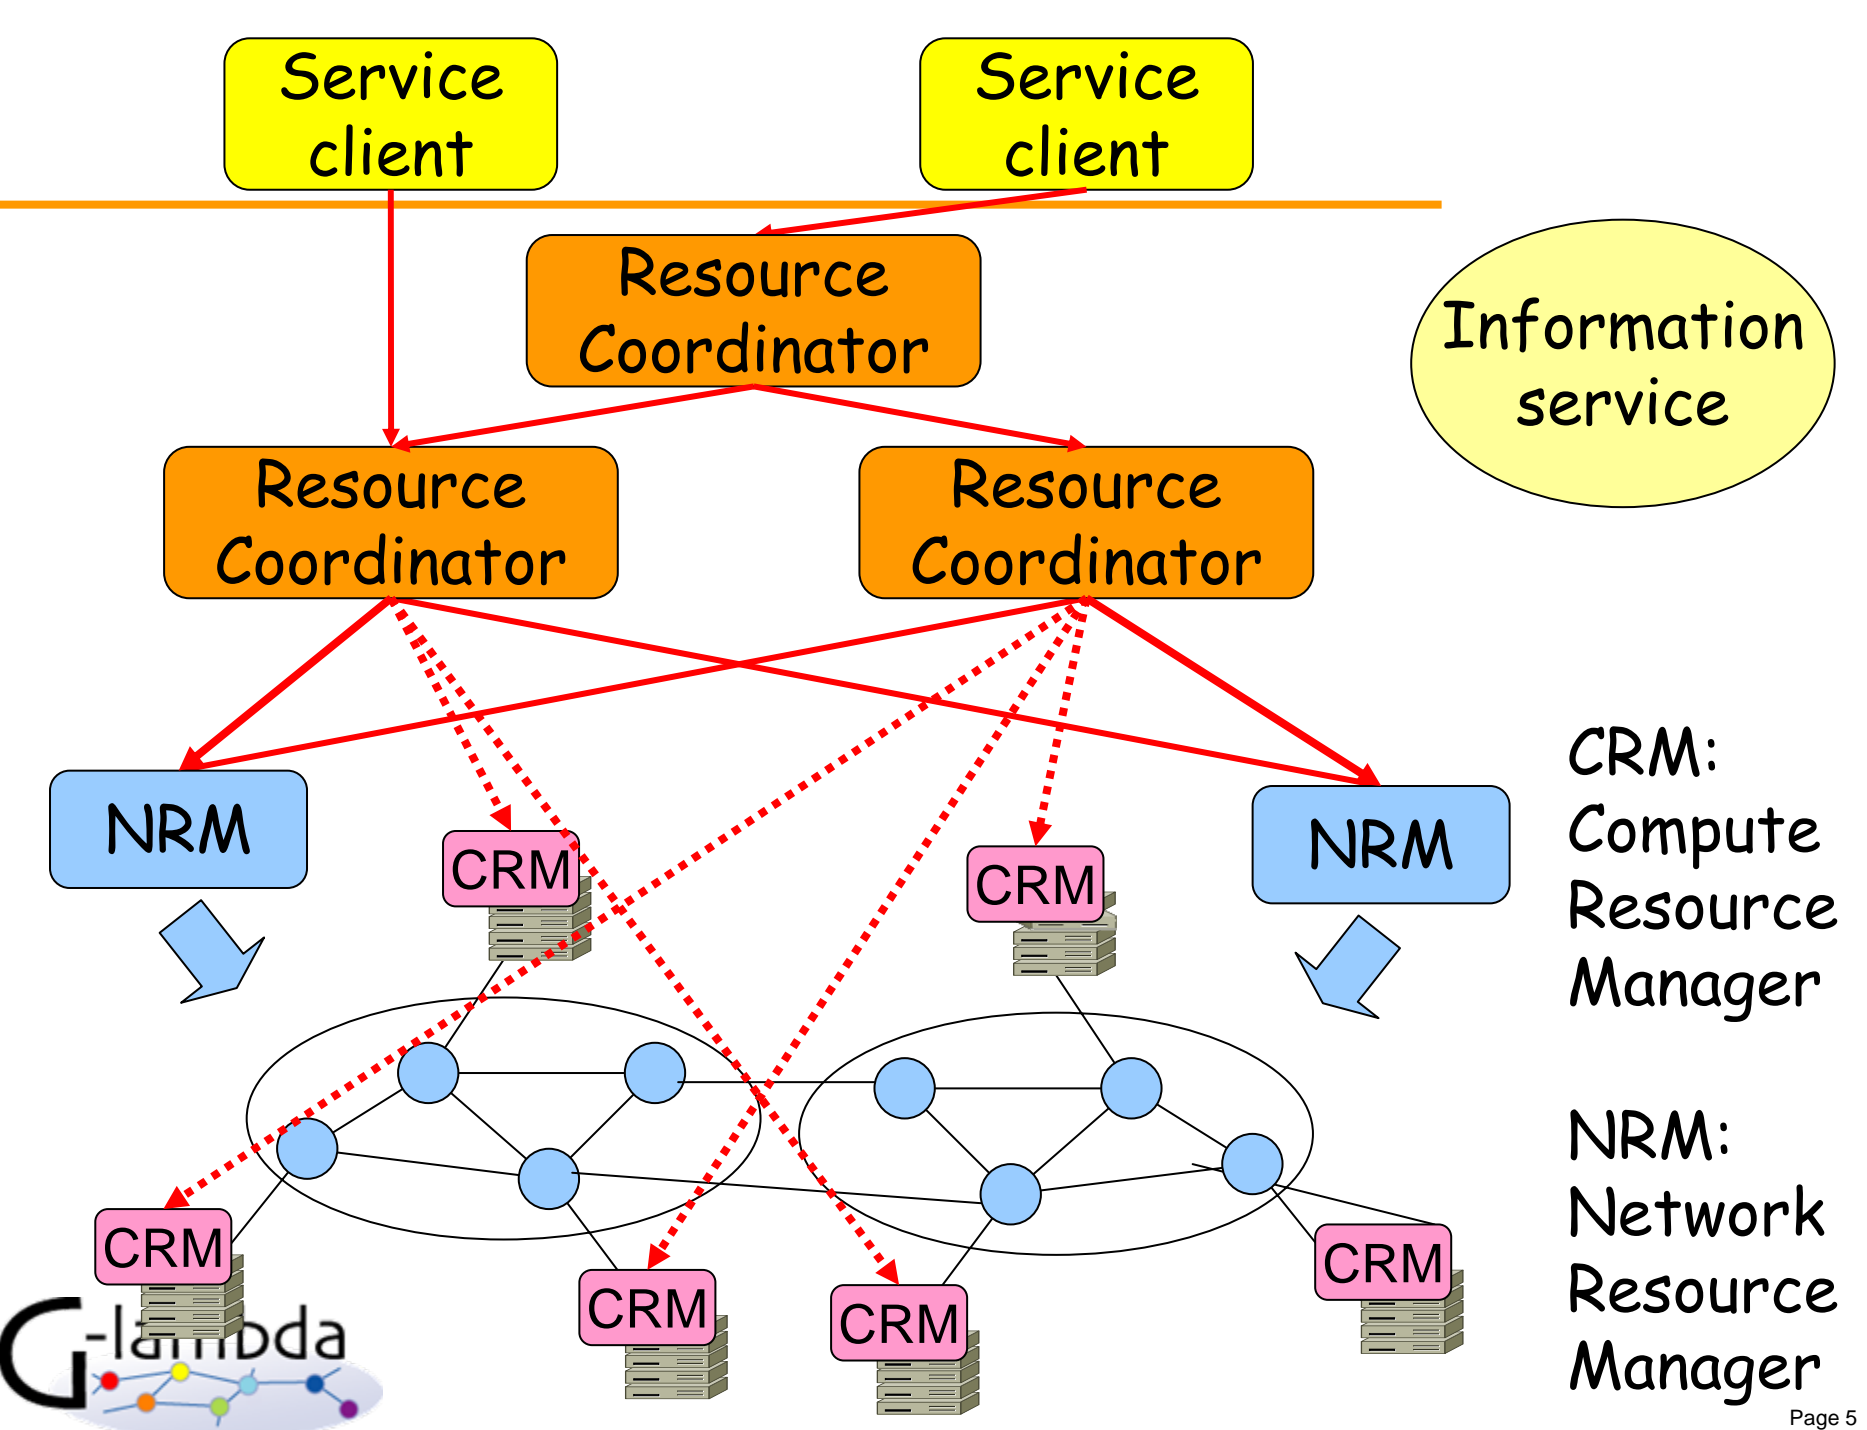 Service
client
Service
client
Resource
Coordinator
Information
service
Resource
Coordinator
Resource
Coordinator
NRM
CRM
CRM
NRM
CRM:
Compute
Resource
Manager
NRM:
Network
Resource
Manager
CRM
CRM
CRM
CRM
G-lambda
Page 5